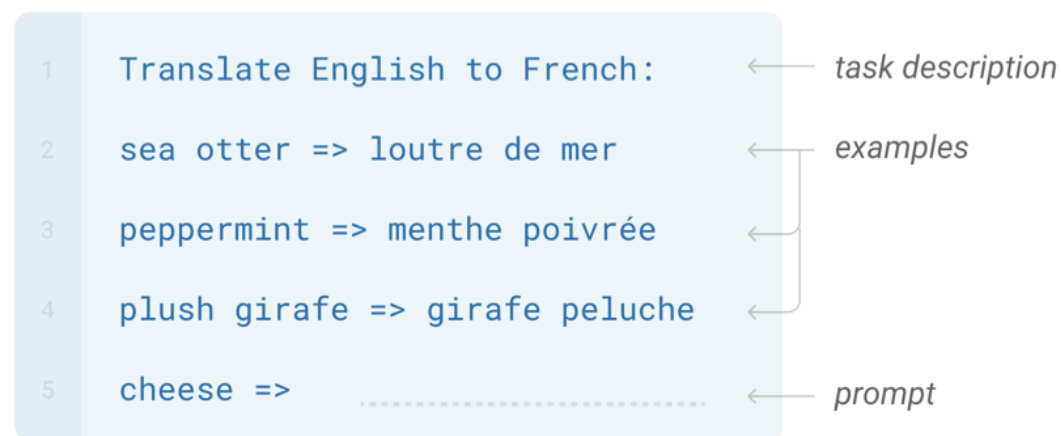 1 Translate English to French: task description
2 sea otter => loutre de mer examples
3 peppermint => menthe poivrée
4 plush girafe => girafe peluche
5 cheese => prompt